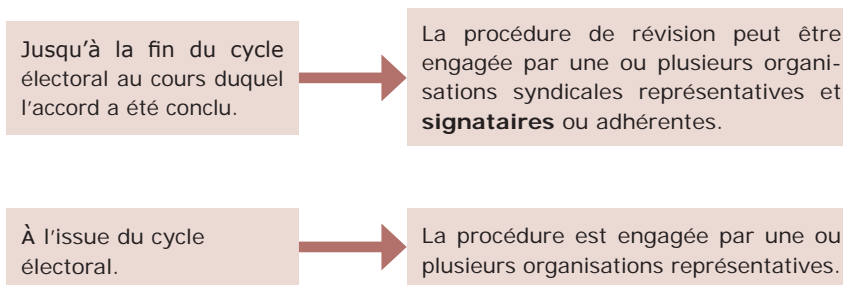 Jusqu'à la fin du cycle
électoral au cours duquel
l'accord a été conclu.
La procédure de révision peut être
engagée par une ou plusieurs organi-
sations syndicales représentatives et
signataires ou adhérentes.
À l'issue du cycle
électoral.
La procédure est engagée par une ou
plusieurs organisations représentatives.